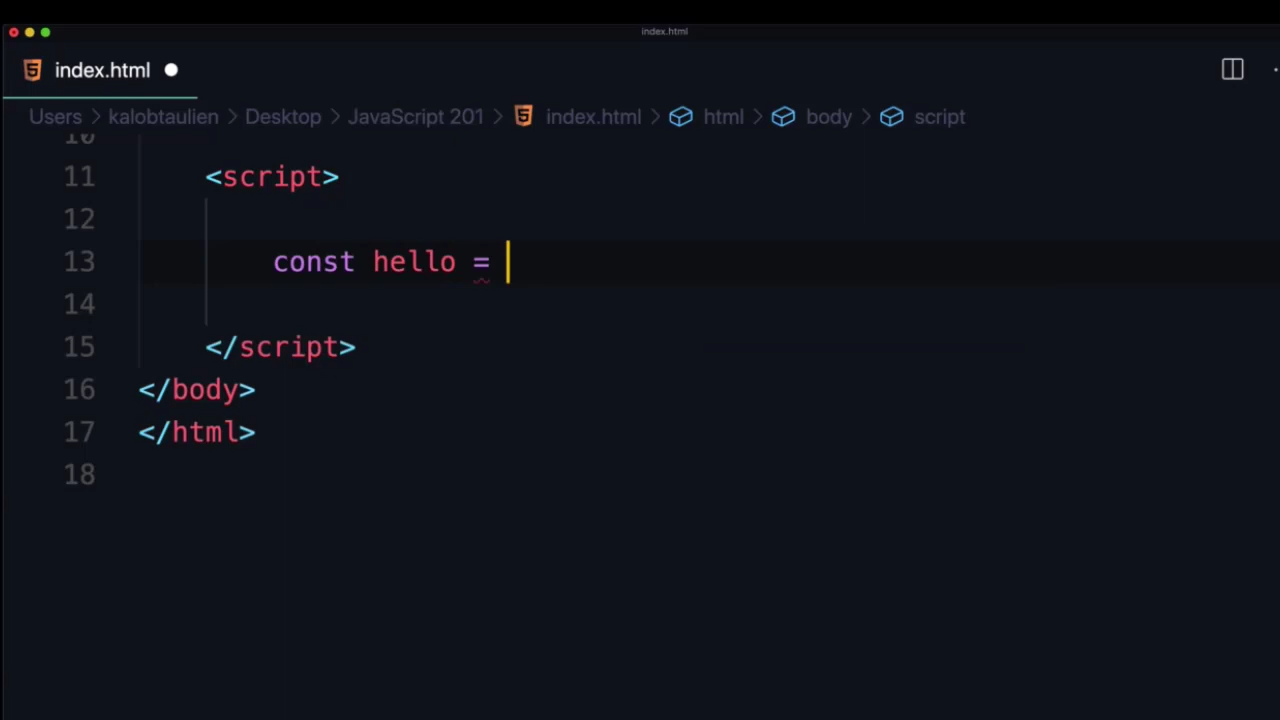 index.html
index.html
Users > kalobtaulien > Desktop > JavaScript 201 > index.html > html > body > script
10
11 <script>
12
13 const hello =
14
15 </script>
16 </body>
17 </html>
18